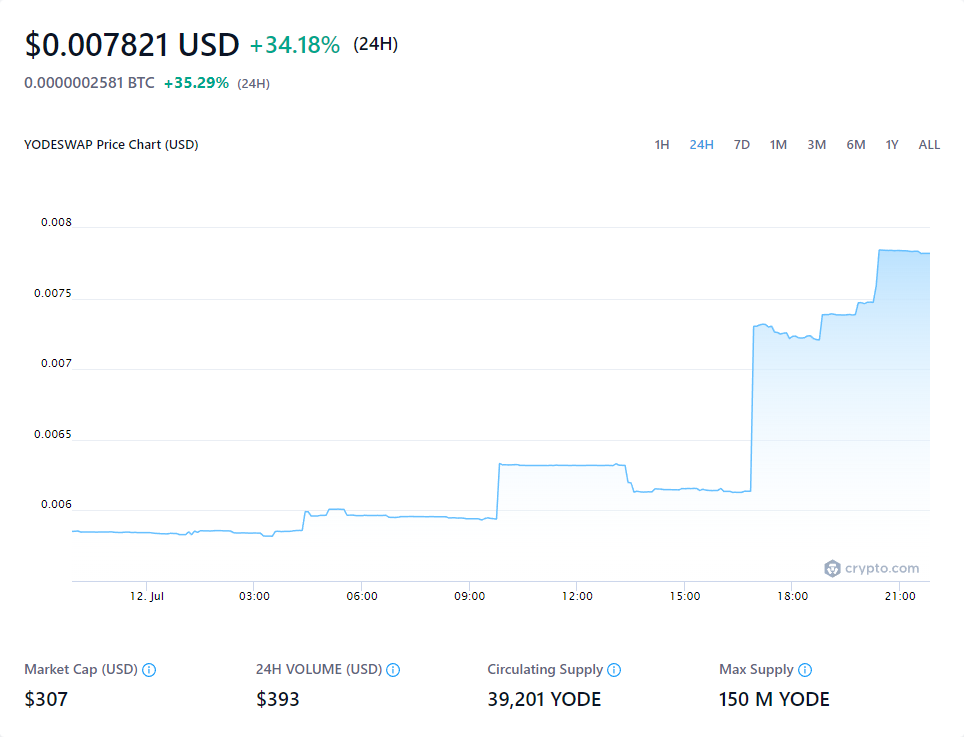 $0.007821 USD +34.18% (24H)
0.0000002581 BTC +35.29% (24H)
YODESWAP Price Chart (USD) 1H 24H 7D 1M 3M 6M 1Y ALL
0.008
0.0075
0.007
0.0065
0.006
crypto.com
12. Jul 03:00 06:00 09:00 12:00 15:00 18:00 21:00
Market Cap (USD) 24H VOLUME (USD) Circulating Supply Max Supply
$307 $393 39,201 YODE 150 M YODE